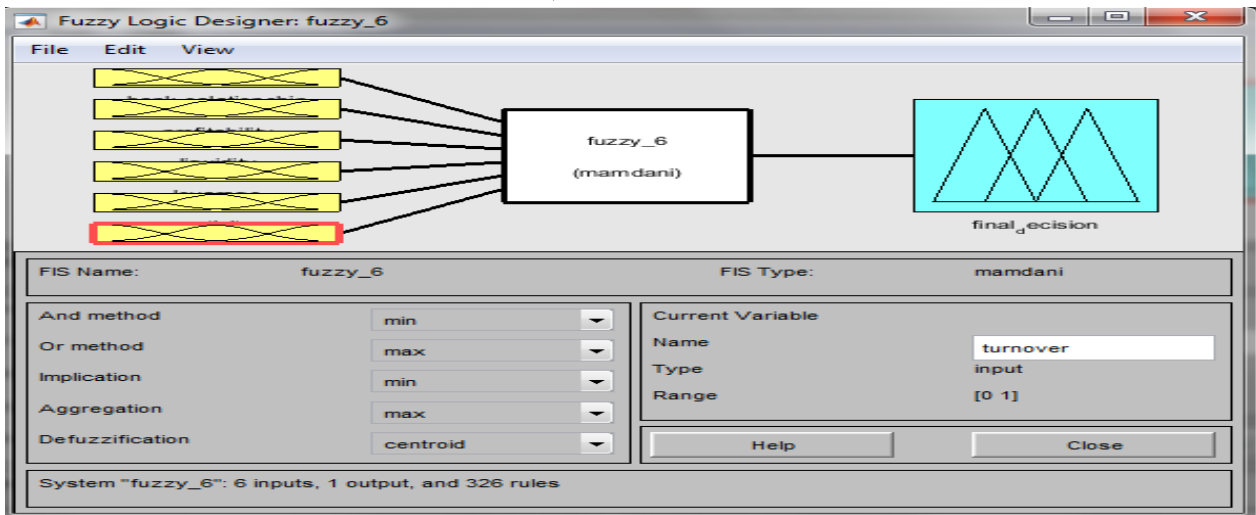 Fuzzy Logic Designer: fuzzy_6
File Edit View
fuzzy_6
(mamdani)
final_decision
FIS Name: fuzzy_6 FIS Type: mamdani
And method min
Or method max
Implication min
Aggregation max
Defuzzification centroid
Current Variable
Name turnover
Type input
Range [0 1]
Help Close
System "fuzzy_6": 6 inputs, 1 output, and 326 rules